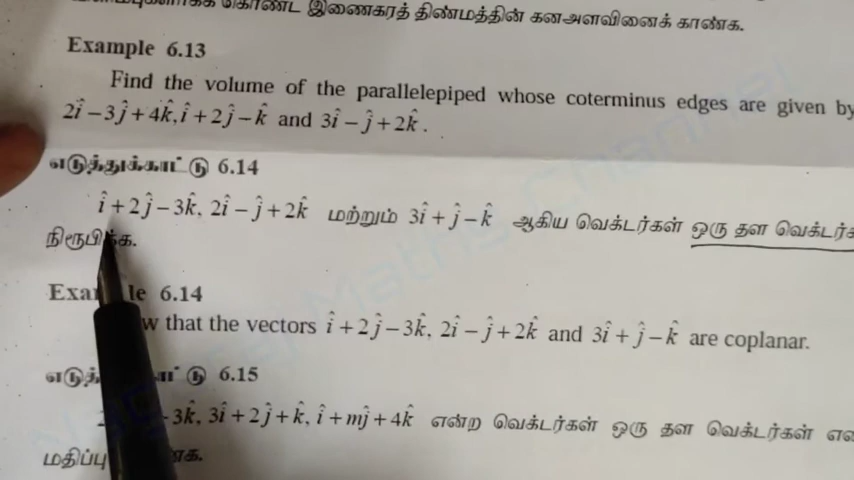 கொண்ட இணைகரத் திண்மத்தின் கனஅளவினைக் காண்க.
Example 6.13
Find the volume of the parallelepiped whose coterminus edges are given by
2î − 3ĵ + 4k̂, î + 2ĵ − k̂ and 3î − ĵ + 2k̂.
எடுத்துக்காட்டு 6.14
î + 2ĵ − 3k̂, 2î − ĵ + 2k̂ மற்றும் 3î + ĵ − k̂ ஆகிய வெக்டர்கள் ஒரு தள
நிரூபிக்க.
6.14
that the vectors î + 2ĵ − 3k̂, 2î − ĵ + 2k̂ and 3î + ĵ − k̂ are coplanar.
6.15
− 3k̂, 3î + 2ĵ + k̂, î + mĵ + 4k̂ என்ற வெக்டர்கள் ஒரு தள வெக்டர்கள்